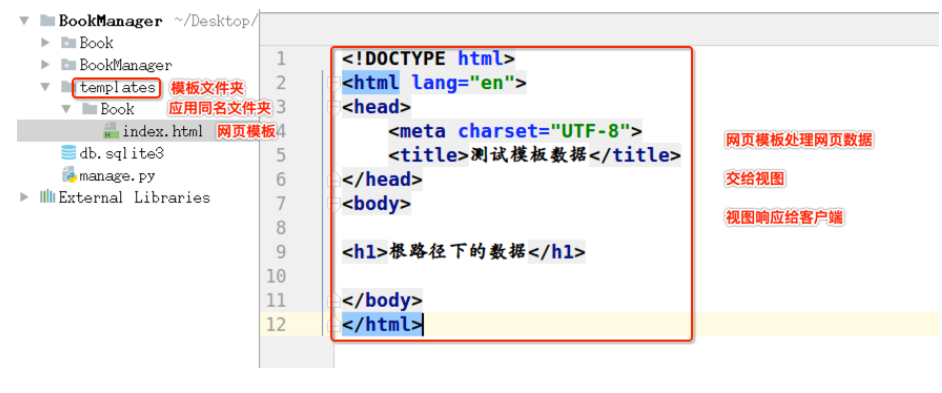 BookManager ~/Desktop/
Book
BookManager
templates 模板文件夹
Book 应用同名文件夹
index.html 网页模板
db.sqlite3
manage.py
External Libraries
1 <!DOCTYPE html>
2 <html lang="en">
3 <head>
4 <meta charset="UTF-8">
5 <title>测试模板数据</title>
6 </head>
7 <body>
8
9 <h1>根路径下的数据</h1>
10
11 </body>
12 </html>
网页模板处理网页数据
交给视图
视图响应给客户端